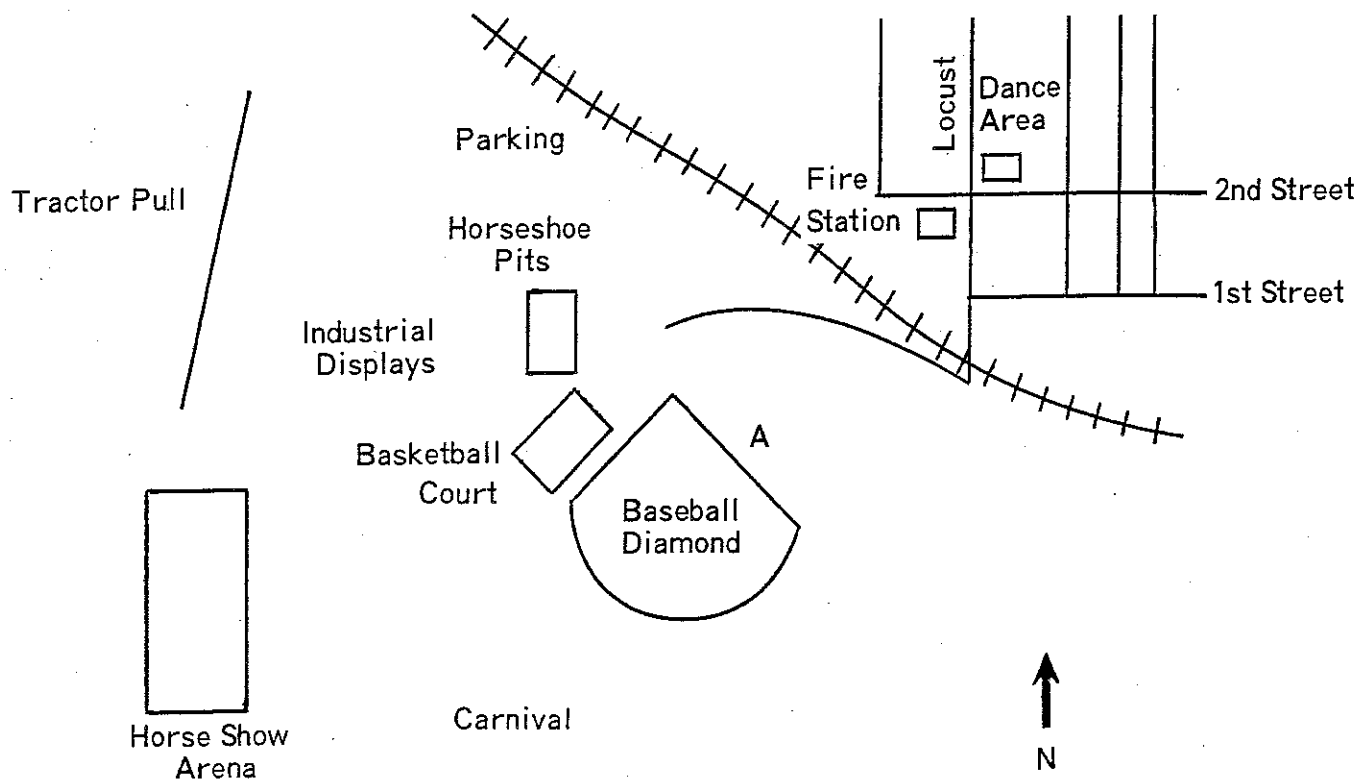 Locust
Dance
Area
Parking
Fire
Station
2nd Street
Tractor Pull
Horseshoe
Pits
1st Street
Industrial
Displays
A
Basketball
Court
Baseball
Diamond
Carnival
Horse Show
Arena
N